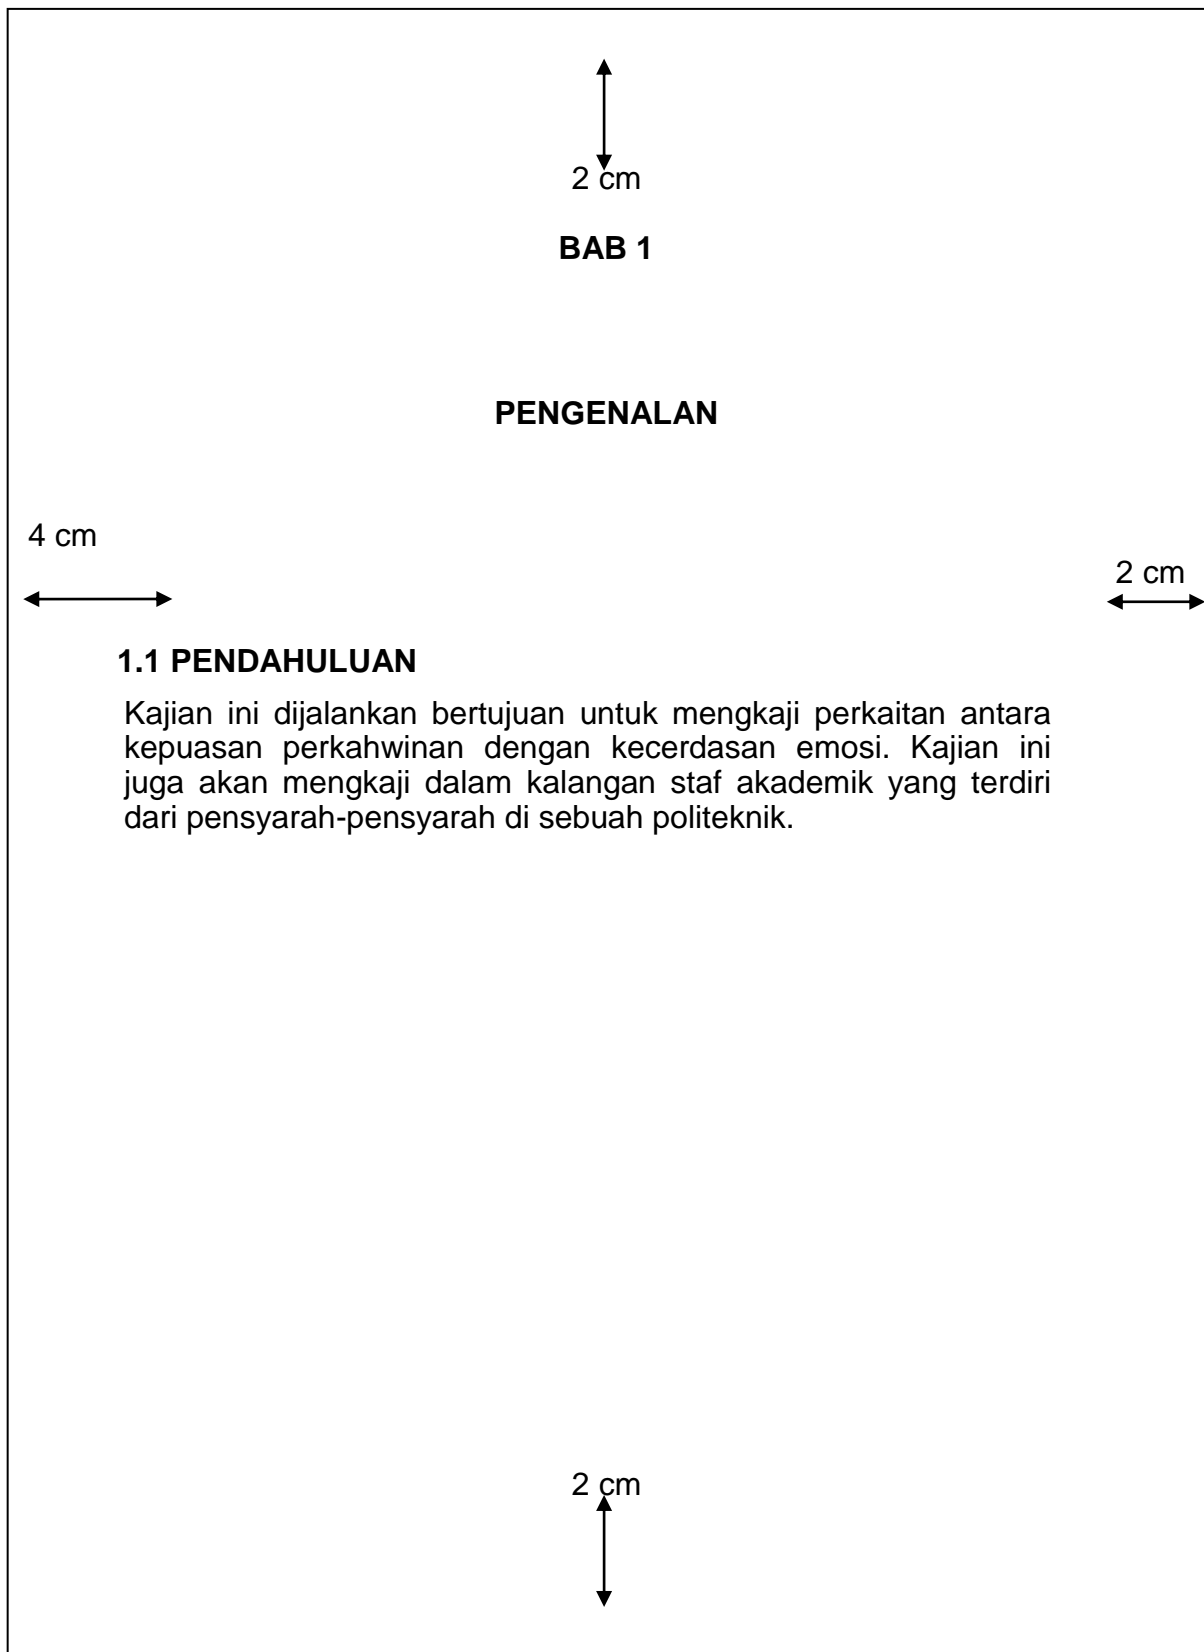 2 cm
BAB 1
PENGENALAN
4 cm
2 cm
1.1 PENDAHULUAN
Kajian ini dijalankan bertujuan untuk mengkaji perkaitan antara
kepuasan perkahwinan dengan kecerdasan emosi. Kajian ini
juga akan mengkaji dalam kalangan staf akademik yang terdiri
dari pensyarah-pensyarah di sebuah politeknik.
2 cm